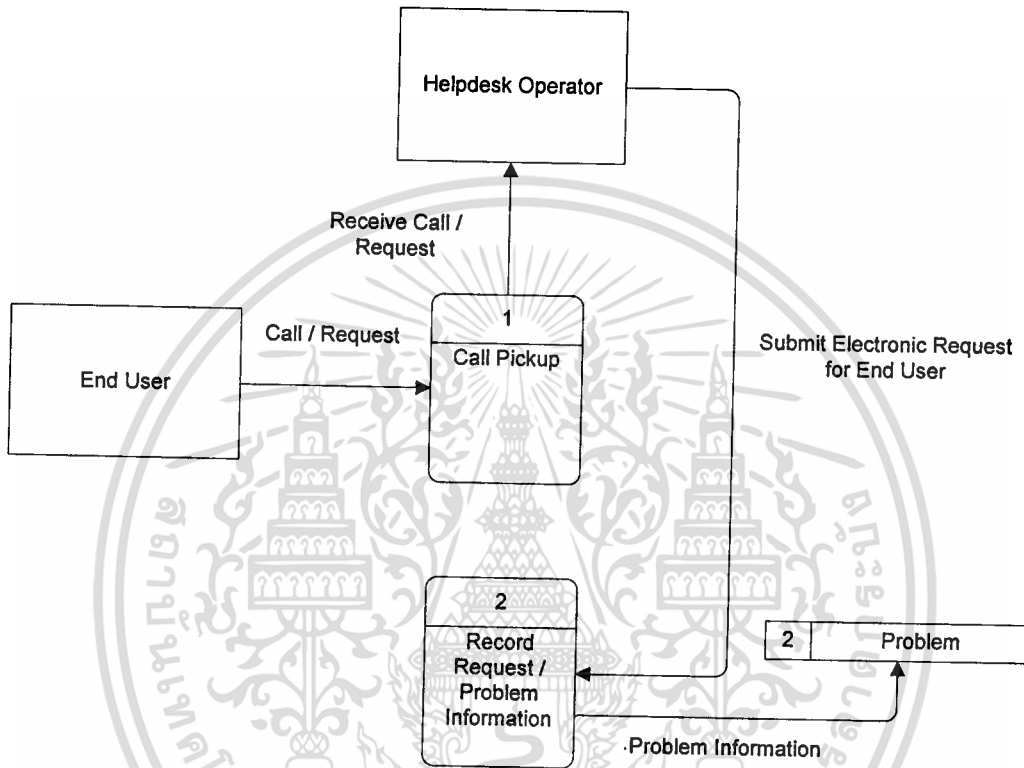 Helpdesk Operator
Receive Call /
Request
End User
Call / Request
1
Call Pickup
Submit Electronic Request
for End User
2
Record
Request /
Problem
Information
2
Problem
Problem Information